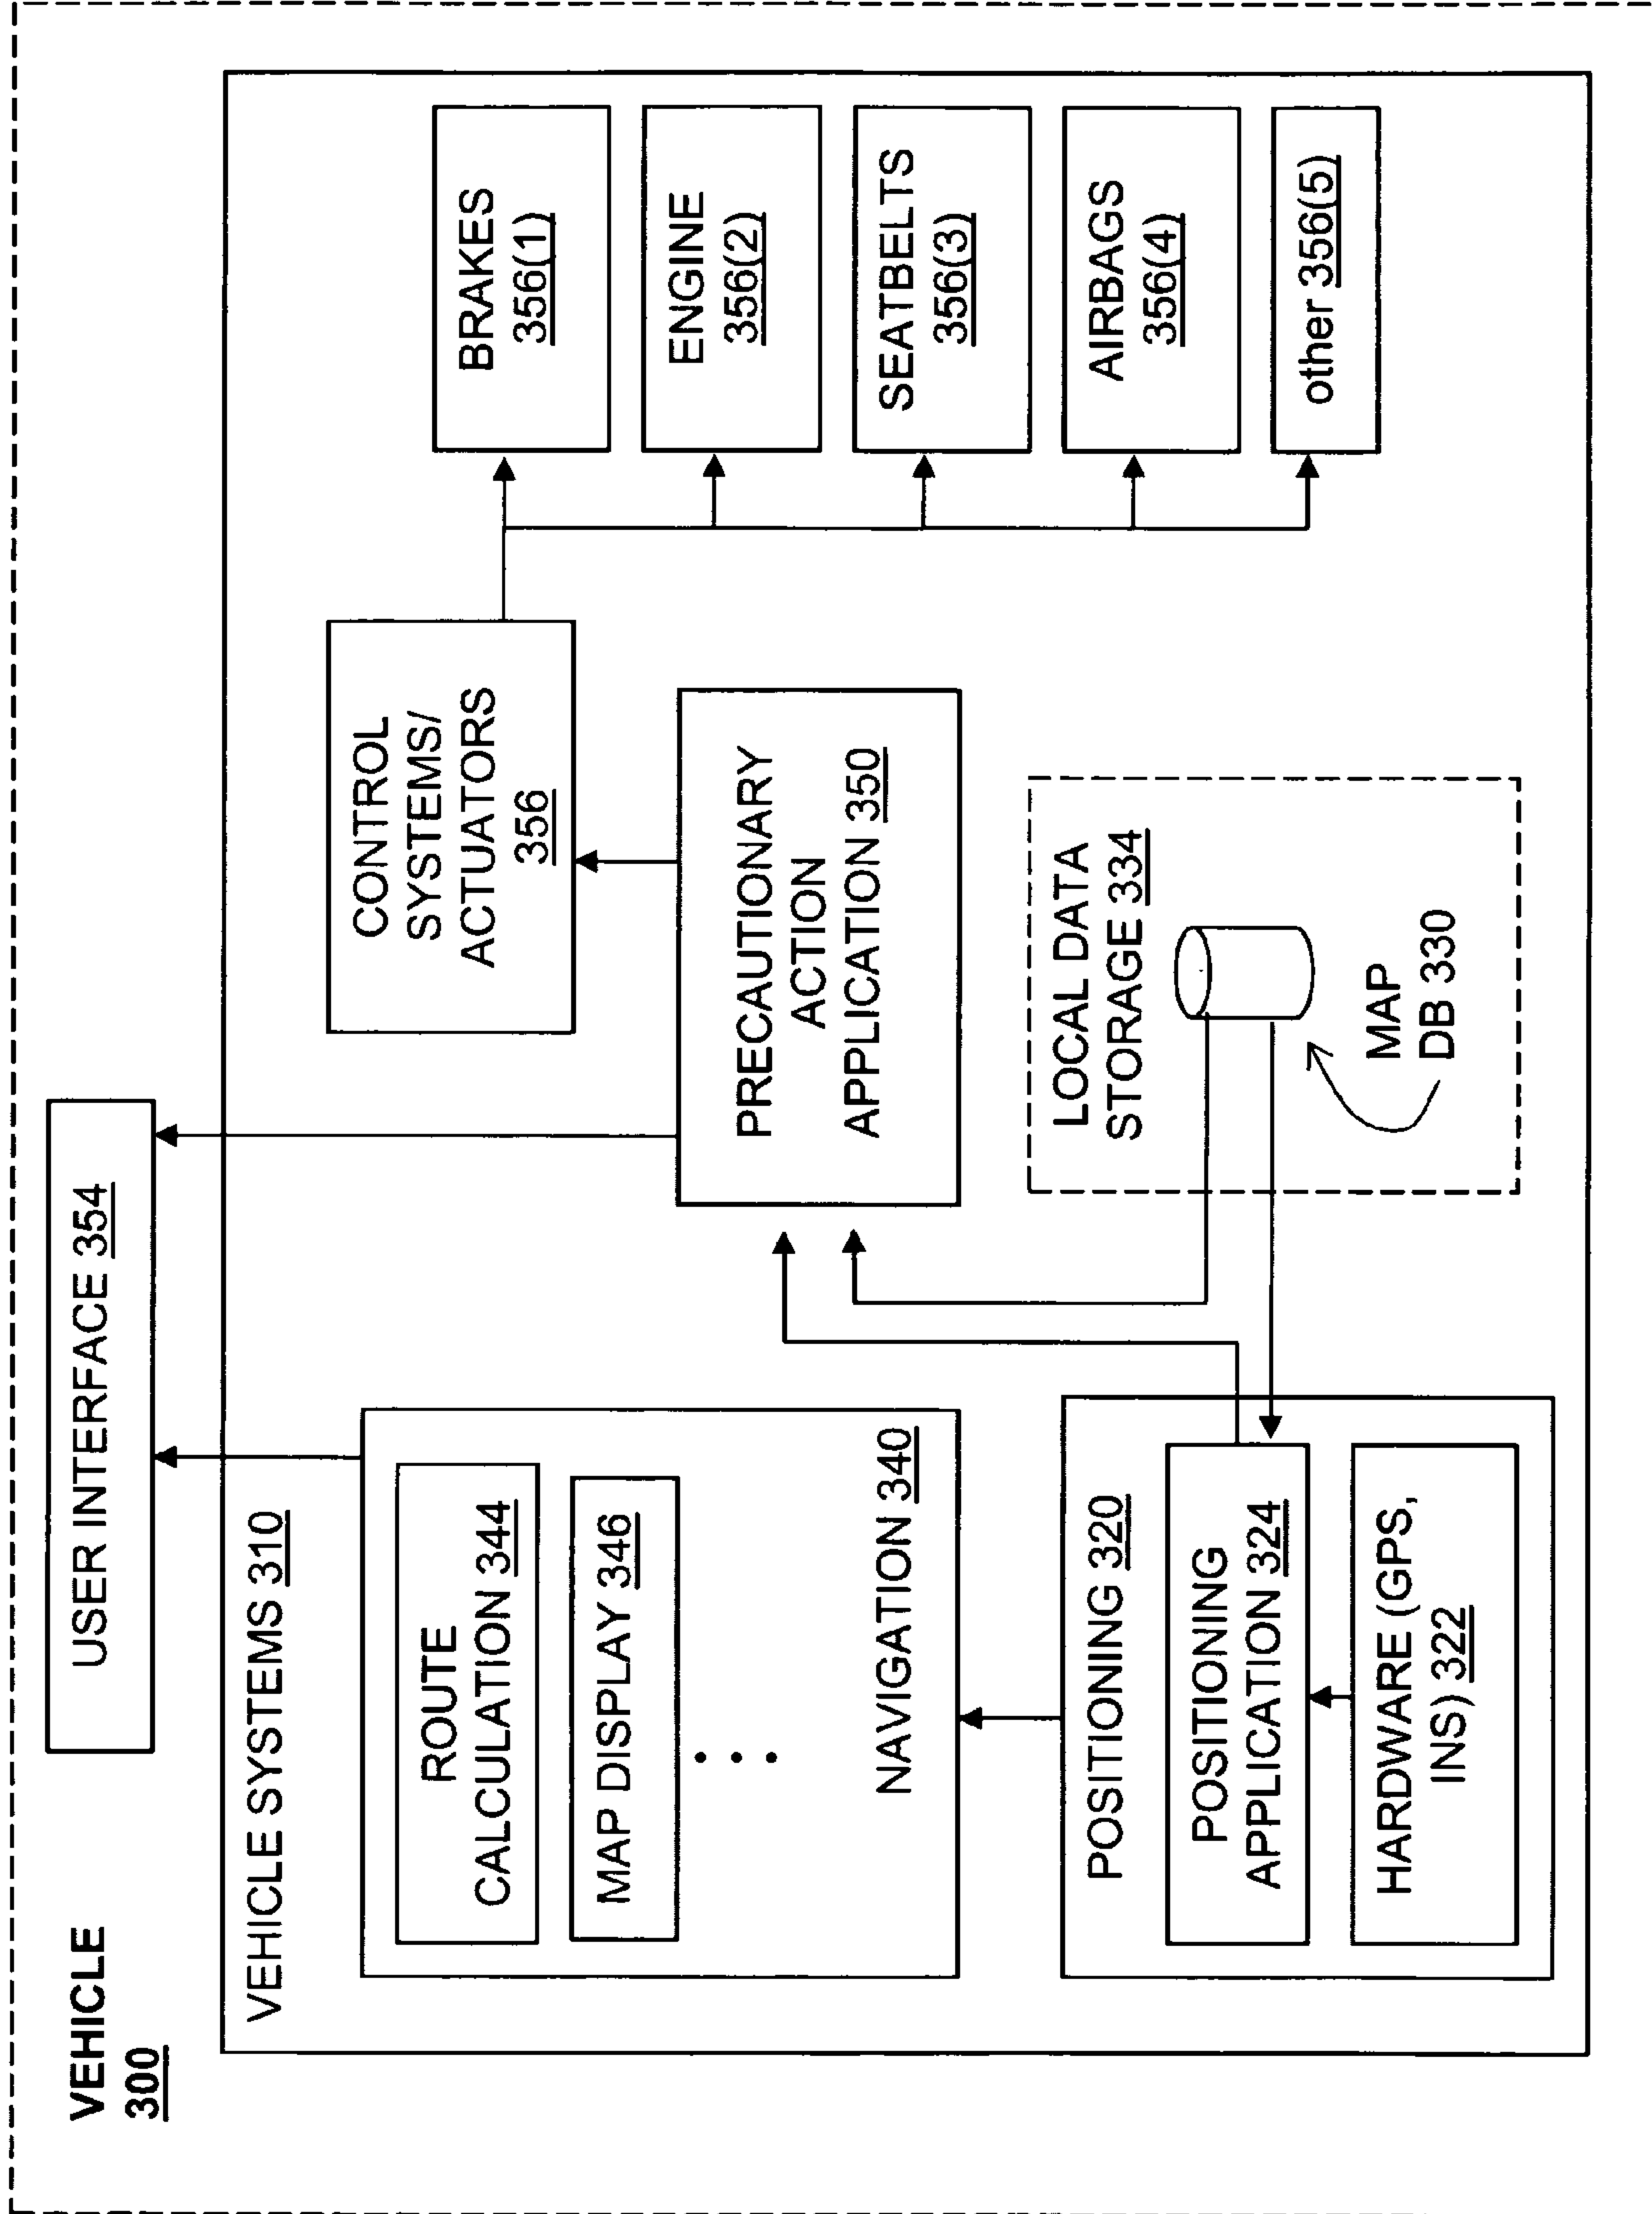 VEHICLE
300
USER INTERFACE 354
VEHICLE SYSTEMS 310
ROUTE
CALCULATION 344
MAP DISPLAY 346
NAVIGATION 340
POSITIONING 320
POSITIONING
APPLICATION 324
HARDWARE (GPS,
INS) 322
CONTROL
SYSTEMS/
ACTUATORS
356
PRECAUTIONARY
ACTION
APPLICATION 350
LOCAL DATA
STORAGE 334
MAP
DB 330
BRAKES
356(1)
ENGINE
356(2)
SEATBELTS
356(3)
AIRBAGS
356(4)
other 356(5)